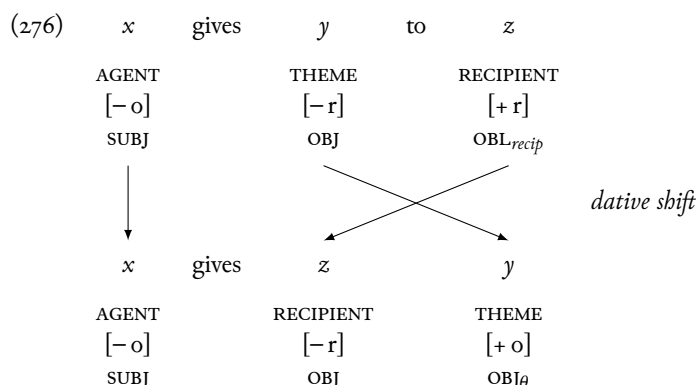 (276) x gives y to z
AGENT THEME RECIPIENT
[− o] [− r] [+ r]
SUBJ OBJ OBLrecip
dative shift
x gives z y
AGENT RECIPIENT THEME
[− o] [− r] [+ o]
SUBJ OBJ OBJθ